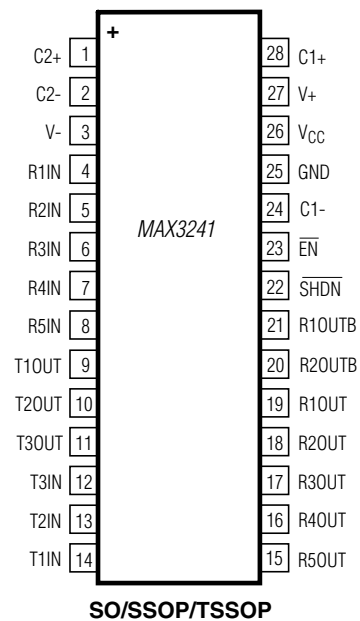 +
C2+ 1 28 C1+
C2- 2 27 V+
V- 3 26 VCC
R1IN 4 25 GND
R2IN 5 24 C1-
MAX3241
R3IN 6 23 EN
R4IN 7 22 SHDN
R5IN 8 21 R1OUTB
T1OUT 9 20 R2OUTB
T2OUT 10 19 R1OUT
T3OUT 11 18 R2OUT
T3IN 12 17 R3OUT
T2IN 13 16 R4OUT
T1IN 14 15 R5OUT
SO/SSOP/TSSOP